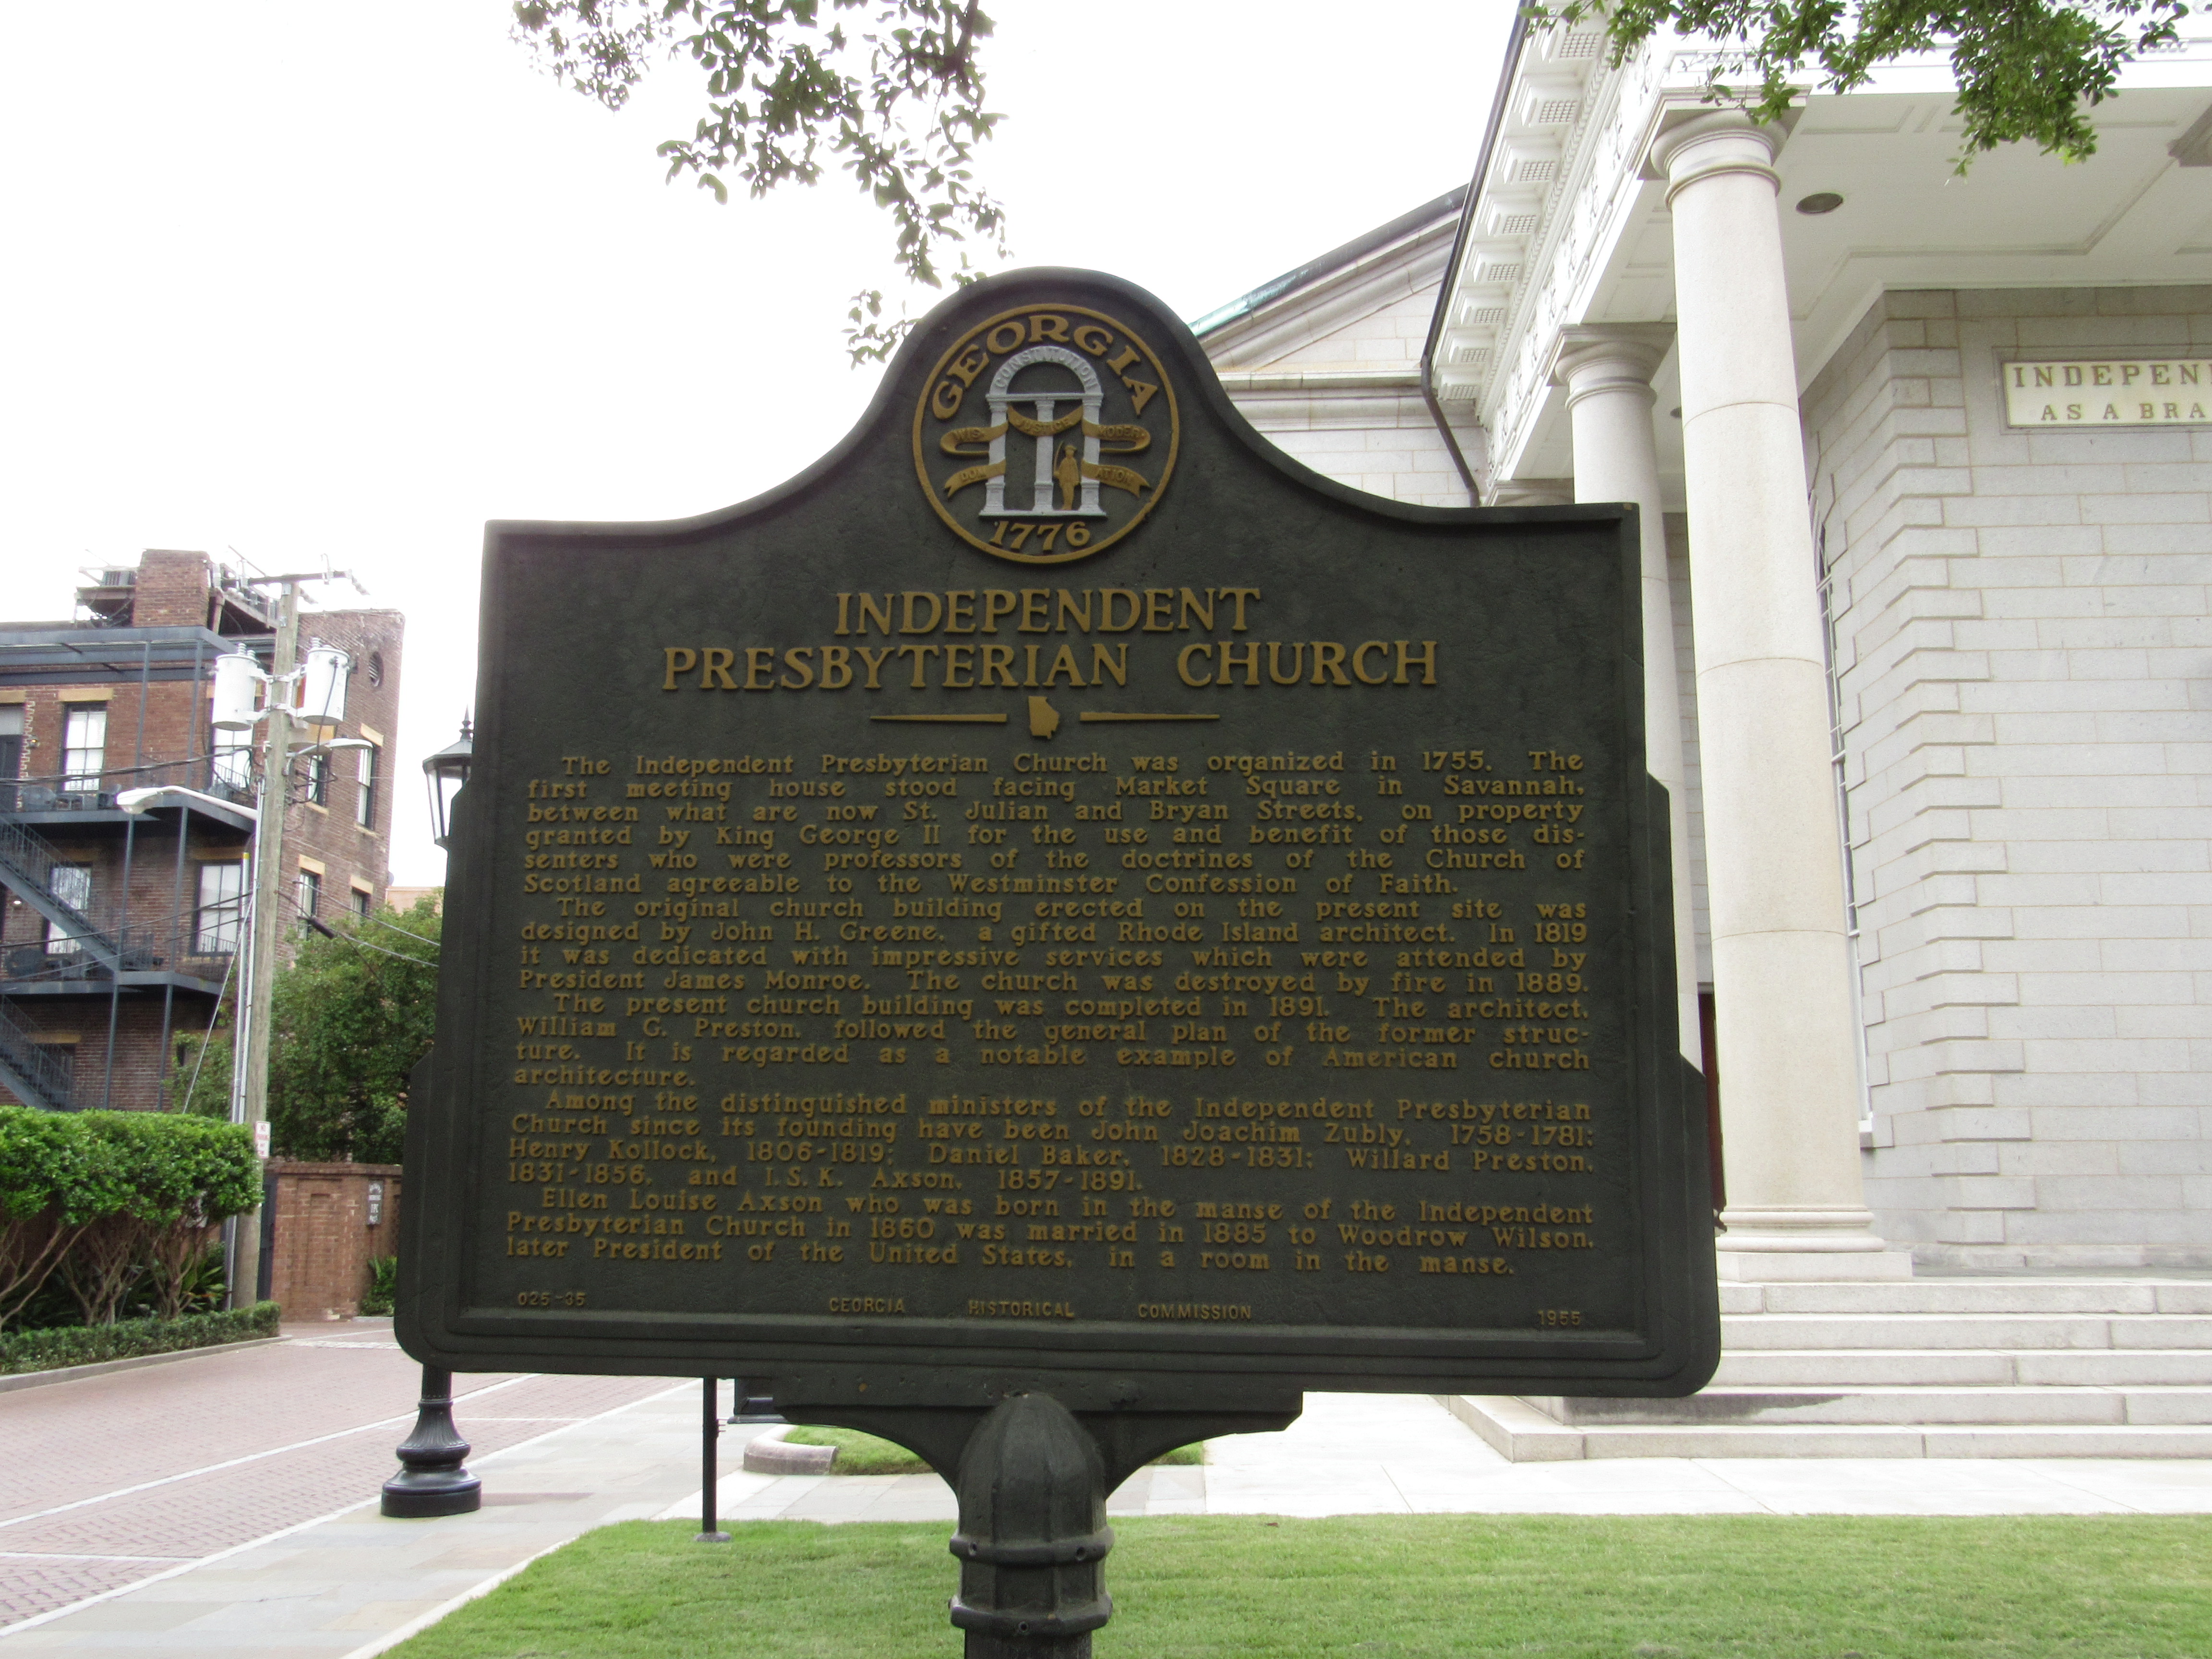 GEORGIA
CONSTITUTION
WIS JUSTICE MODER
DOM ATION
1776
INDEPENDENT
PRESBYTERIAN CHURCH
The Independent Presbyterian Church was organized in 1755. The
first meeting house stood facing Market Square in Savannah,
between what are now St. Julian and Bryan Streets, on property
granted by King George II for the use and benefit of those dis-
senters who were professors of the doctrines of the Church of
Scotland agreeable to the Westminster Confession of Faith.
The original church building erected on the present site was
designed by John H. Greene, a gifted Rhode Island architect. In 1819
it was dedicated with impressive services which were attended by
President James Monroe. The church was destroyed by fire in 1889.
The present church building was completed in 1891. The architect,
William G. Preston, followed the general plan of the former struc-
ture. It is regarded as a notable example of American church
architecture.
Among the distinguished ministers of the Independent Presbyterian
Church since its founding have been John Joachim Zubly, 1758-1781;
Henry Kollock, 1806-1819; Daniel Baker, 1828-1831; Willard Preston,
1831-1856, and I. S. K. Axson, 1857-1891.
Ellen Louise Axson who was born in the manse of the Independent
Presbyterian Church in 1860 was married in 1885 to Woodrow Wilson,
later President of the United States, in a room in the manse.
025-35 GEORGIA HISTORICAL COMMISSION 1955
INDEPEN
AS A BRA